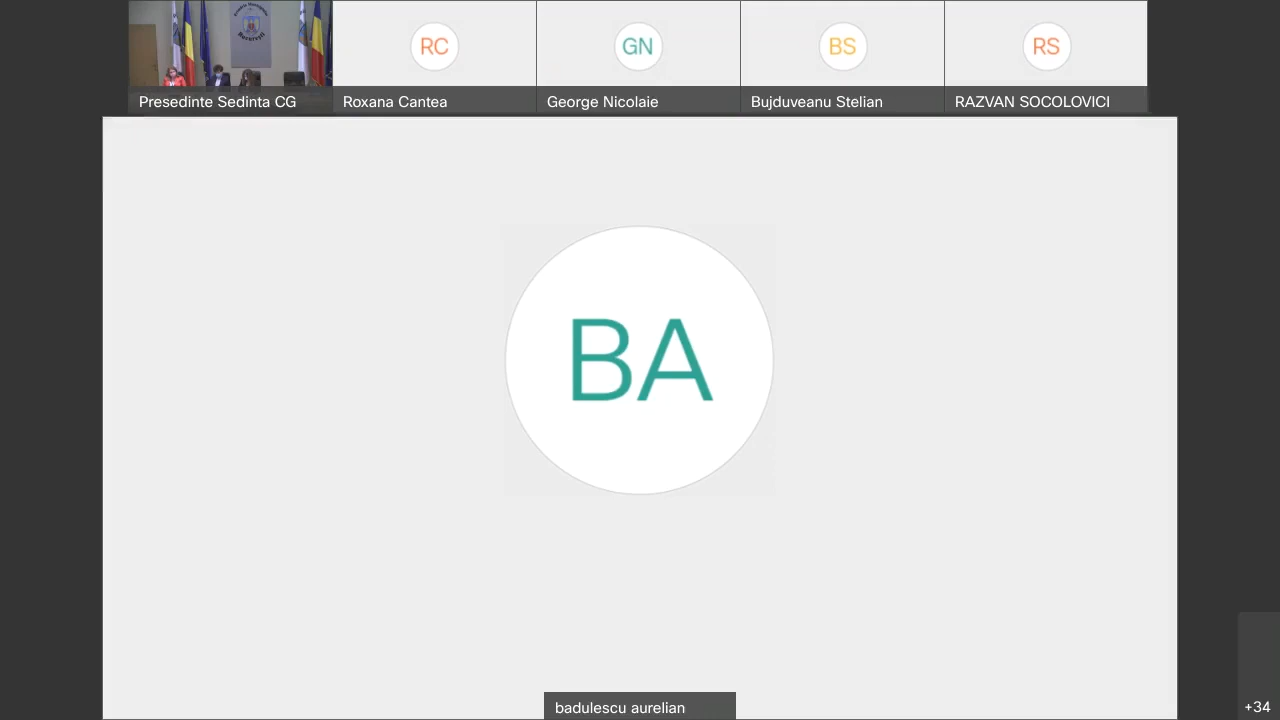 București
Presedinte Sedinta CG
RC
Roxana Cantea
GN
George Nicolaie
BS
Bujduveanu Stelian
RS
RAZVAN SOCOLOVICI
BA
badulescu aurelian
+34